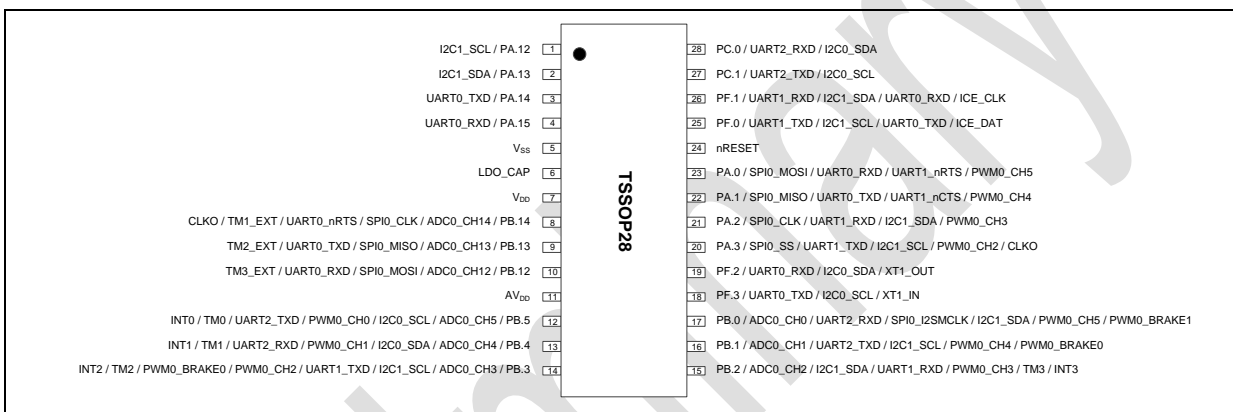 I2C1_SCL / PA.12 1
I2C1_SDA / PA.13 2
UART0_TXD / PA.14 3
UART0_RXD / PA.15 4
VSS 5
LDO_CAP 6
VDD 7
CLKO / TM1_EXT / UART0_nRTS / SPI0_CLK / ADC0_CH14 / PB.14 8
TM2_EXT / UART0_TXD / SPI0_MISO / ADC0_CH13 / PB.13 9
TM3_EXT / UART0_RXD / SPI0_MOSI / ADC0_CH12 / PB.12 10
AVDD 11
INT0 / TM0 / UART2_TXD / PWM0_CH0 / I2C0_SCL / ADC0_CH5 / PB.5 12
INT1 / TM1 / UART2_RXD / PWM0_CH1 / I2C0_SDA / ADC0_CH4 / PB.4 13
INT2 / TM2 / PWM0_BRAKE0 / PWM0_CH2 / UART1_TXD / I2C1_SCL / ADC0_CH3 / PB.3 14
TSSOP28
28 PC.0 / UART2_RXD / I2C0_SDA
27 PC.1 / UART2_TXD / I2C0_SCL
26 PF.1 / UART1_RXD / I2C1_SDA / UART0_RXD / ICE_CLK
25 PF.0 / UART1_TXD / I2C1_SCL / UART0_TXD / ICE_DAT
24 nRESET
23 PA.0 / SPI0_MOSI / UART0_RXD / UART1_nRTS / PWM0_CH5
22 PA.1 / SPI0_MISO / UART0_TXD / UART1_nCTS / PWM0_CH4
21 PA.2 / SPI0_CLK / UART1_RXD / I2C1_SDA / PWM0_CH3
20 PA.3 / SPI0_SS / UART1_TXD / I2C1_SCL / PWM0_CH2 / CLKO
19 PF.2 / UART0_RXD / I2C0_SDA / XT1_OUT
18 PF.3 / UART0_TXD / I2C0_SCL / XT1_IN
17 PB.0 / ADC0_CH0 / UART2_RXD / SPI0_I2SMCLK / I2C1_SDA / PWM0_CH5 / PWM0_BRAKE1
16 PB.1 / ADC0_CH1 / UART2_TXD / I2C1_SCL / PWM0_CH4 / PWM0_BRAKE0
15 PB.2 / ADC0_CH2 / I2C1_SDA / UART1_RXD / PWM0_CH3 / TM3 / INT3